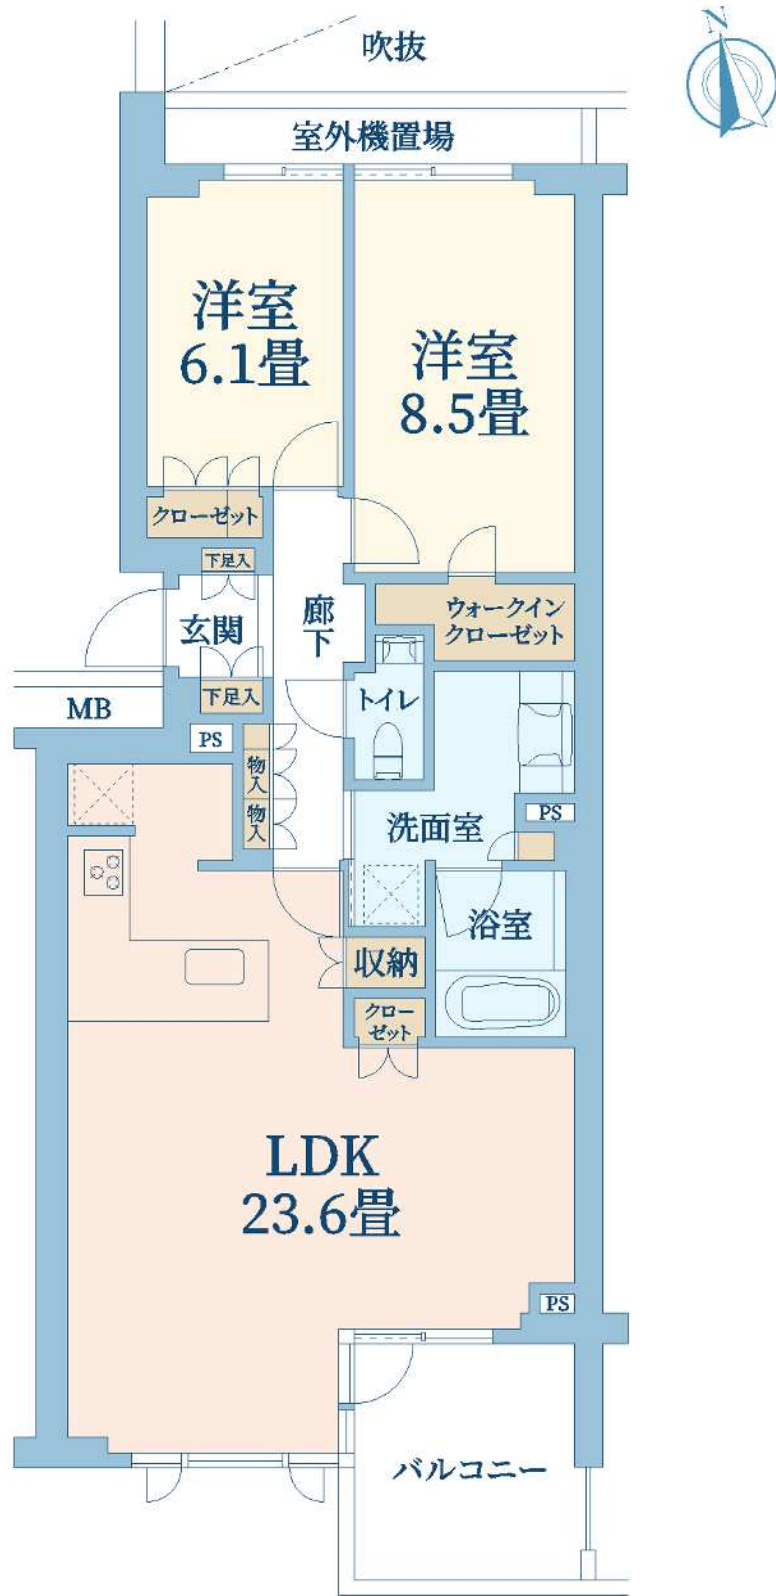 N
吹抜
室外機置場
洋室
6.1畳
洋室
8.5畳
クローゼット
下足入
玄関
廊下
ウォークイン
クローゼット
下足入
トイレ
MB
PS
物入
物入
洗面室
PS
浴室
収納
クロー
ゼット
LDK
23.6畳
PS
バルコニー